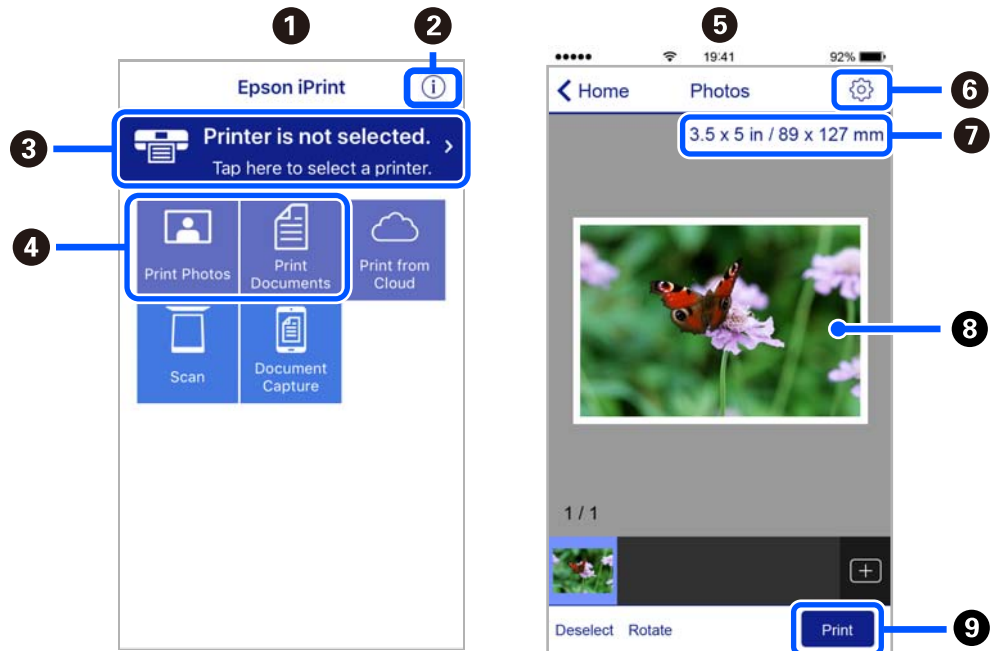 1
2
Epson iPrint
i
3
Printer is not selected.
Tap here to select a printer.
4
Print Photos
Print
Documents
Print from
Cloud
Scan
Document
Capture
5
19:41
92%
Home
Photos
6
3.5 x 5 in / 89 x 127 mm
7
8
1 / 1
Deselect
Rotate
Print
9